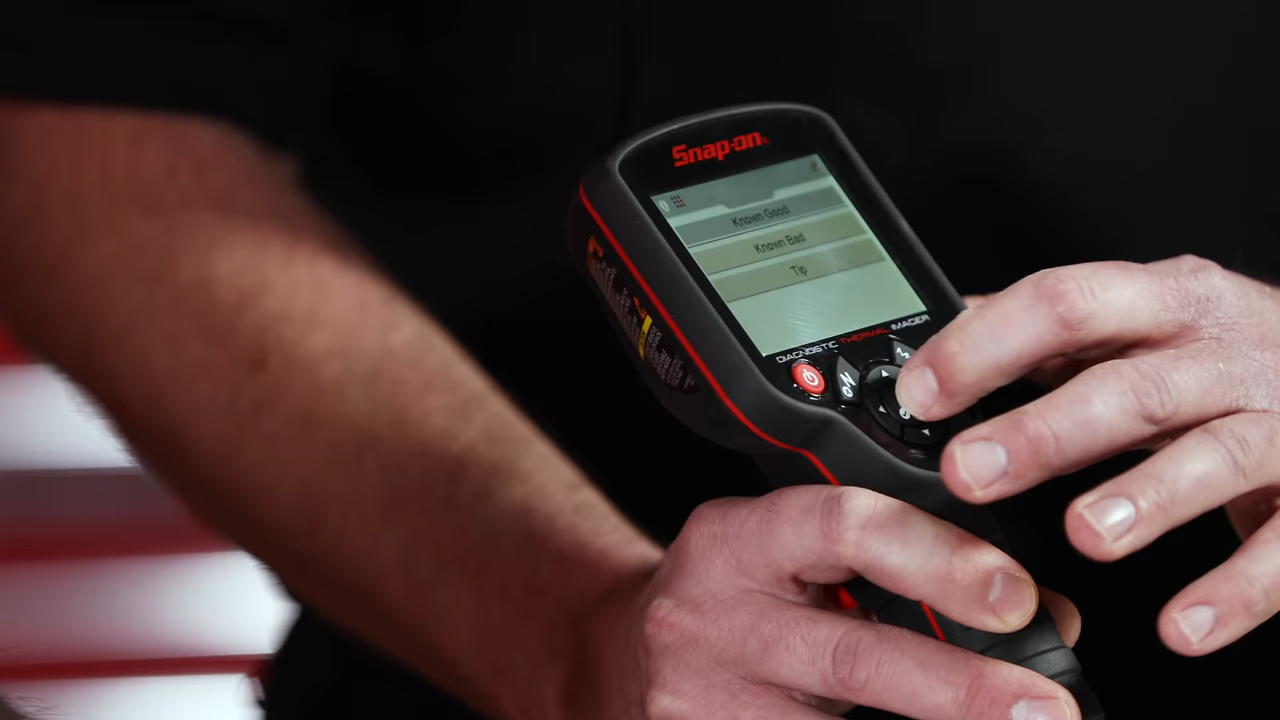 Snap-on
Known Good
Known Bad
Tip
DIAGNOSTIC THERMAL IMAGER